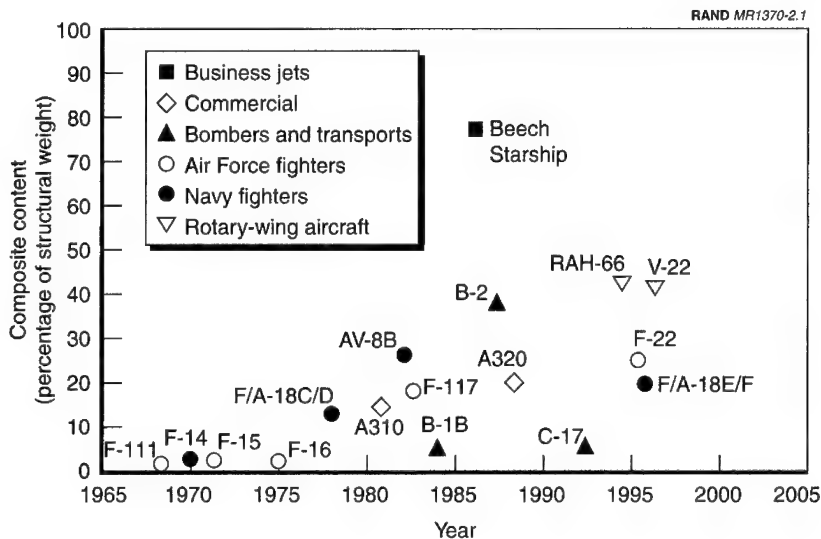 RAND MR1370-2.1
Composite content
(percentage of structural weight)
100
90
80
70
60
50
40
30
20
10
0
Business jets
Commercial
Bombers and transports
Air Force fighters
Navy fighters
Rotary-wing aircraft
Beech
Starship
RAH-66
V-22
B-2
F-22
AV-8B
A320
F/A-18E/F
F-117
F/A-18C/D
A310
B-1B
C-17
F-111
F-14
F-15
F-16
1965 1970 1975 1980 1985 1990 1995 2000 2005
Year